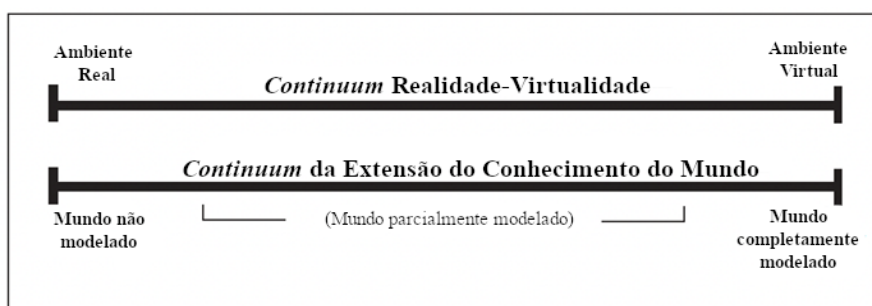 Ambiente
Real
Ambiente
Virtual
Continuum Realidade-Virtualidade
Continuum da Extensão do Conhecimento do Mundo
Mundo não
modelado
(Mundo parcialmente modelado)
Mundo
completamente
modelado